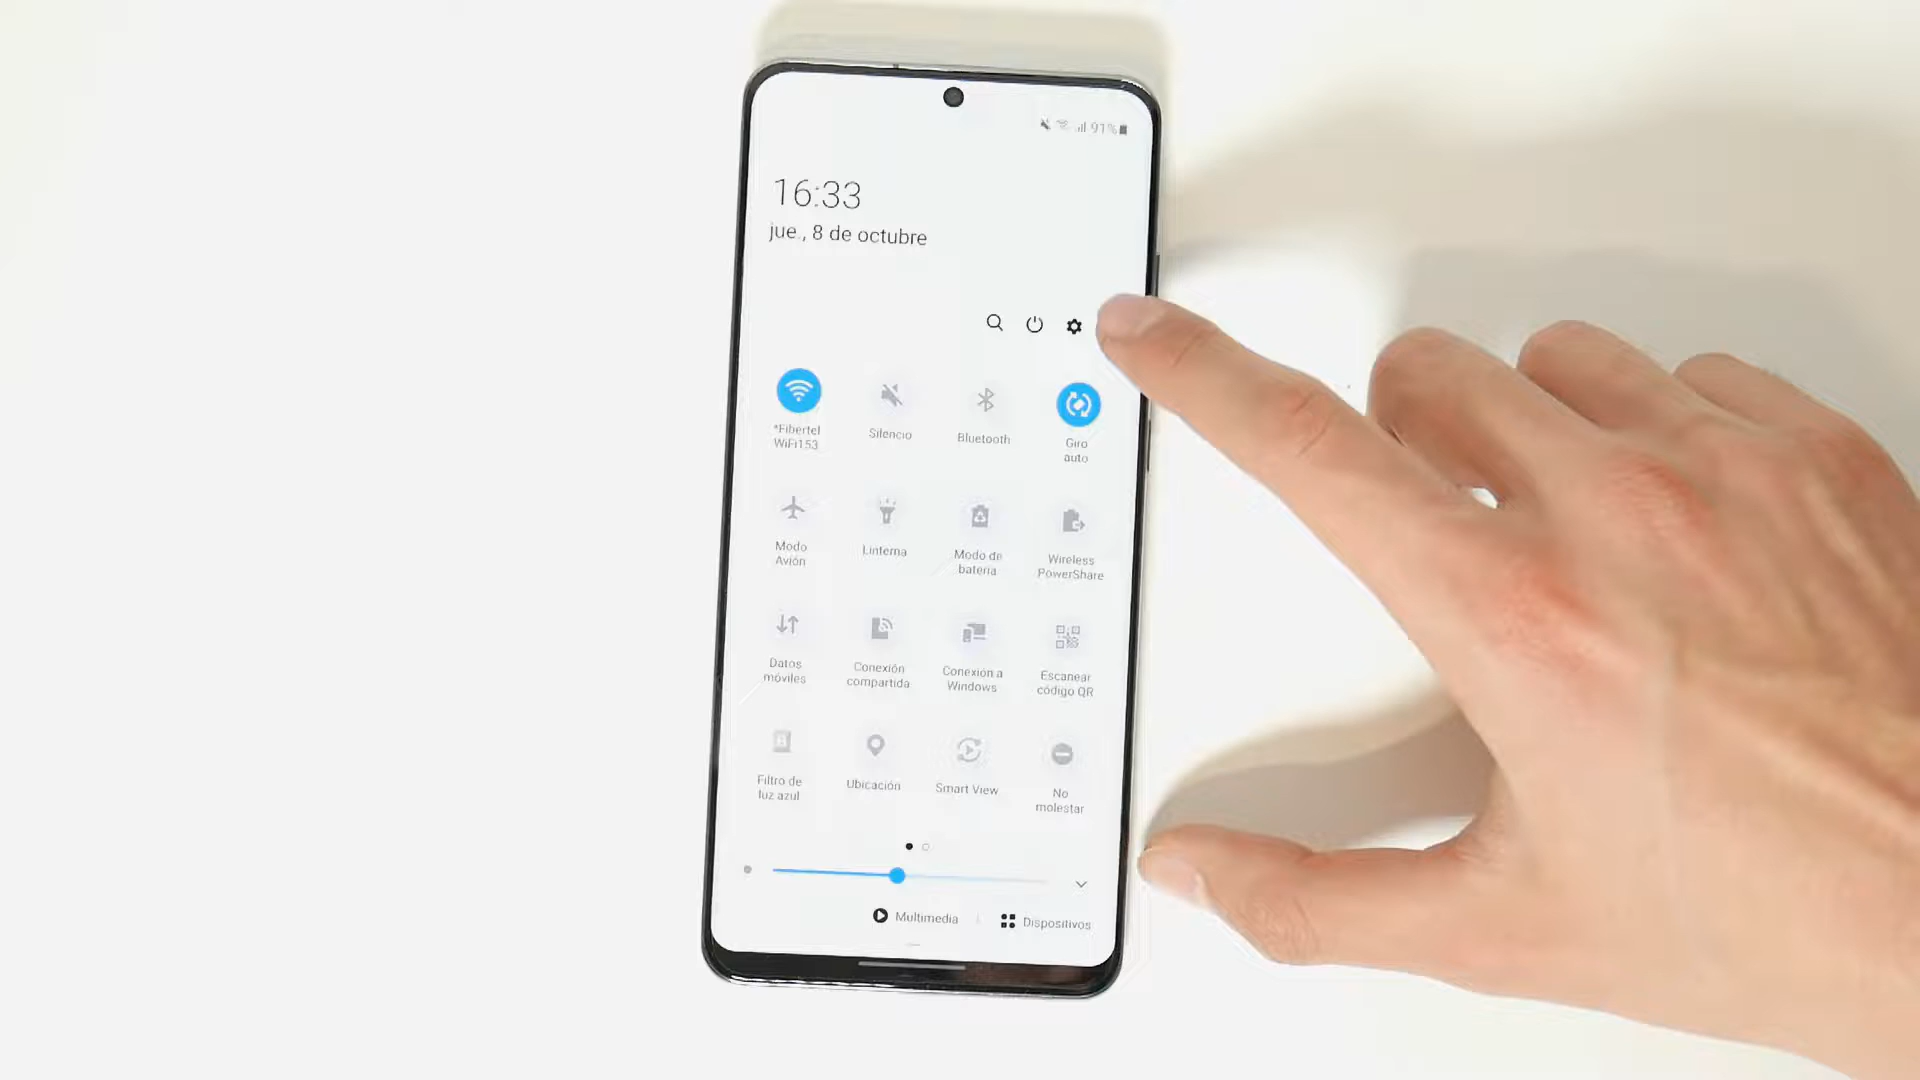 91%
16:33
jue., 8 de octubre
*Fibertel
WiFi153
Silencio
Bluetooth
Giro
auto
Modo
Avión
Linterna
Modo de
batería
Wireless
PowerShare
Datos
móviles
Conexión
compartida
Conexión a
Windows
Escanear
código QR
Filtro de
luz azul
Ubicación
Smart View
No
molestar
Multimedia
Dispositivos